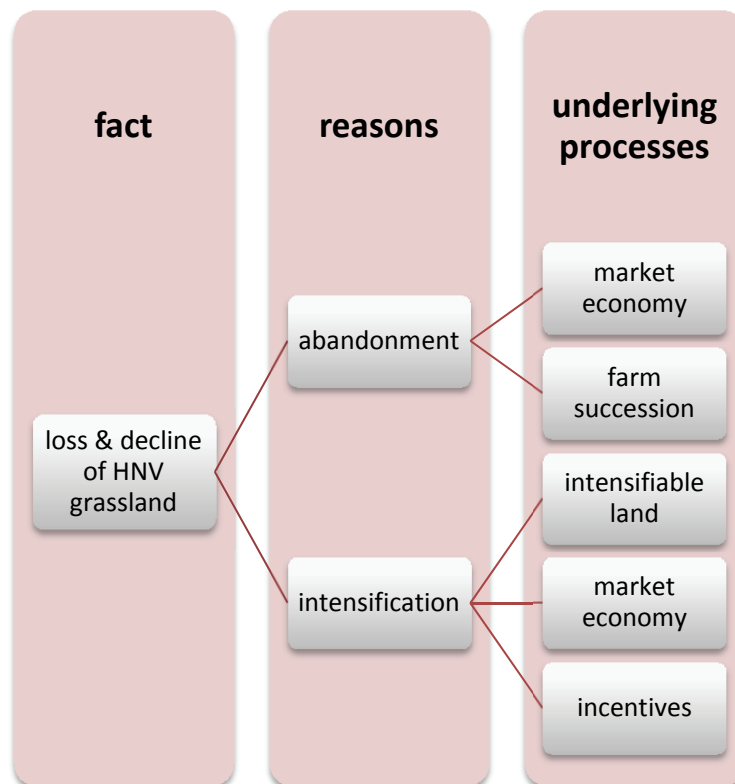 fact
reasons
underlying
processes
market
economy
abandonment
farm
succession
loss & decline
of HNV
grassland
intensifiable
land
intensification
market
economy
incentives